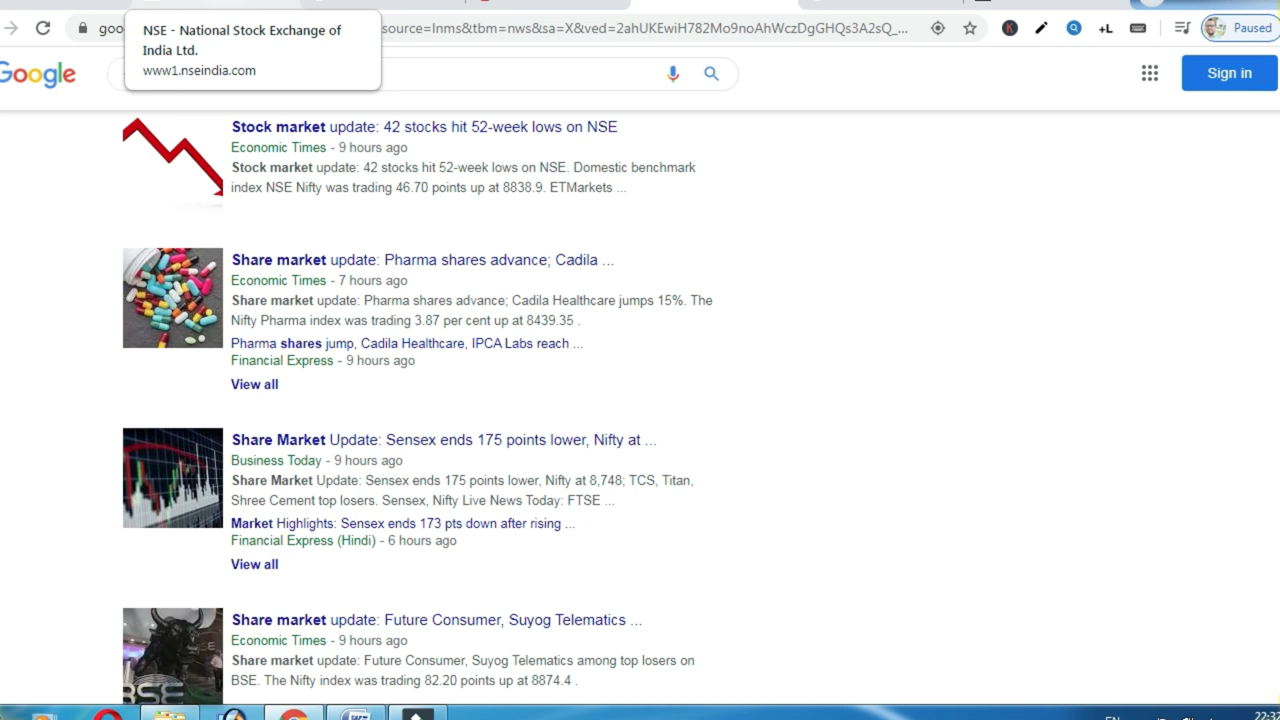 NSE - National Stock Exchange of
India Ltd.
www1.nseindia.com
goo
source=lnms&tbm=nws&sa=X&ved=2ahUKEwiH782Mo9noAhWczDgGHQs3A2sQ_...
K
+L
Paused
Google
Sign in
Stock market update: 42 stocks hit 52-week lows on NSE
Economic Times - 9 hours ago
Stock market update: 42 stocks hit 52-week lows on NSE. Domestic benchmark
index NSE Nifty was trading 46.70 points up at 8838.9. ETMarkets ...
Share market update: Pharma shares advance; Cadila ...
Economic Times - 7 hours ago
Share market update: Pharma shares advance; Cadila Healthcare jumps 15%. The
Nifty Pharma index was trading 3.87 per cent up at 8439.35 .
Pharma shares jump, Cadila Healthcare, IPCA Labs reach ...
Financial Express - 9 hours ago
View all
Share Market Update: Sensex ends 175 points lower, Nifty at ...
Business Today - 9 hours ago
Share Market Update: Sensex ends 175 points lower, Nifty at 8,748; TCS, Titan,
Shree Cement top losers. Sensex, Nifty Live News Today: FTSE ...
Market Highlights: Sensex ends 173 pts down after rising ...
Financial Express (Hindi) - 6 hours ago
View all
Share market update: Future Consumer, Suyog Telematics ...
Economic Times - 9 hours ago
Share market update: Future Consumer, Suyog Telematics among top losers on
BSE. The Nifty index was trading 82.20 points up at 8874.4 .
BSE
EN